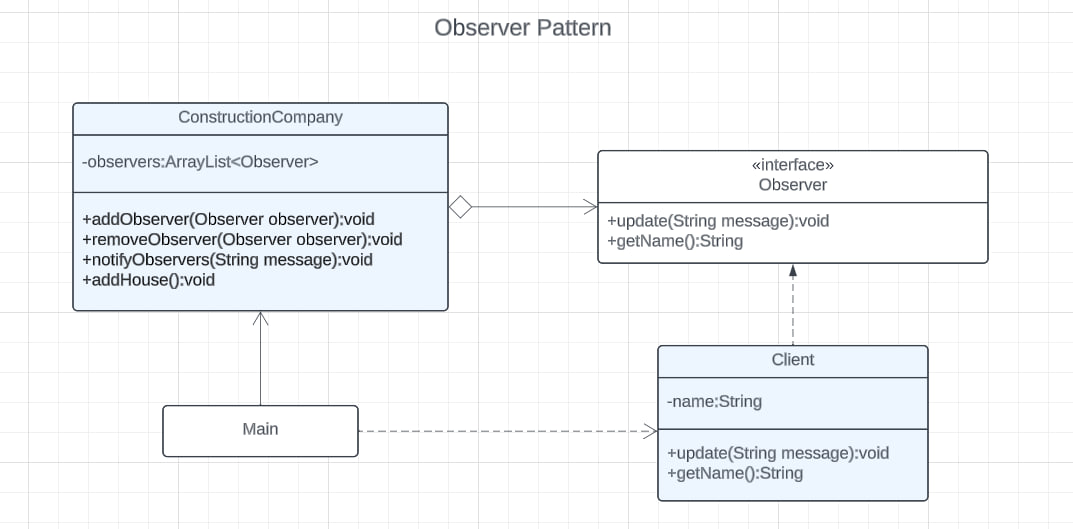 Observer Pattern
ConstructionCompany
-observers:ArrayList<Observer>
+addObserver(Observer observer):void
+removeObserver(Observer observer):void
+notifyObservers(String message):void
+addHouse():void
«interface»
Observer
+update(String message):void
+getName():String
Main
Client
-name:String
+update(String message):void
+getName():String